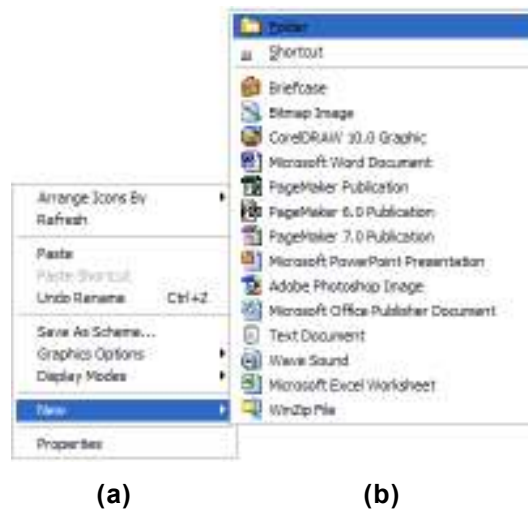 Arrange Icons By
Refresh
Paste
Paste Shortcut
Undo Rename Ctrl+Z
Save As Scheme...
Graphics Options
Display Modes
New
Properties
(a)
Folder
Shortcut
Briefcase
Bitmap Image
CorelDRAW 10.0 Graphic
Microsoft Word Document
PageMaker Publication
PageMaker 6.0 Publication
PageMaker 7.0 Publication
Microsoft PowerPoint Presentation
Adobe Photoshop Image
Microsoft Office Publisher Document
Text Document
Wave Sound
Microsoft Excel Worksheet
WinZip File
(b)